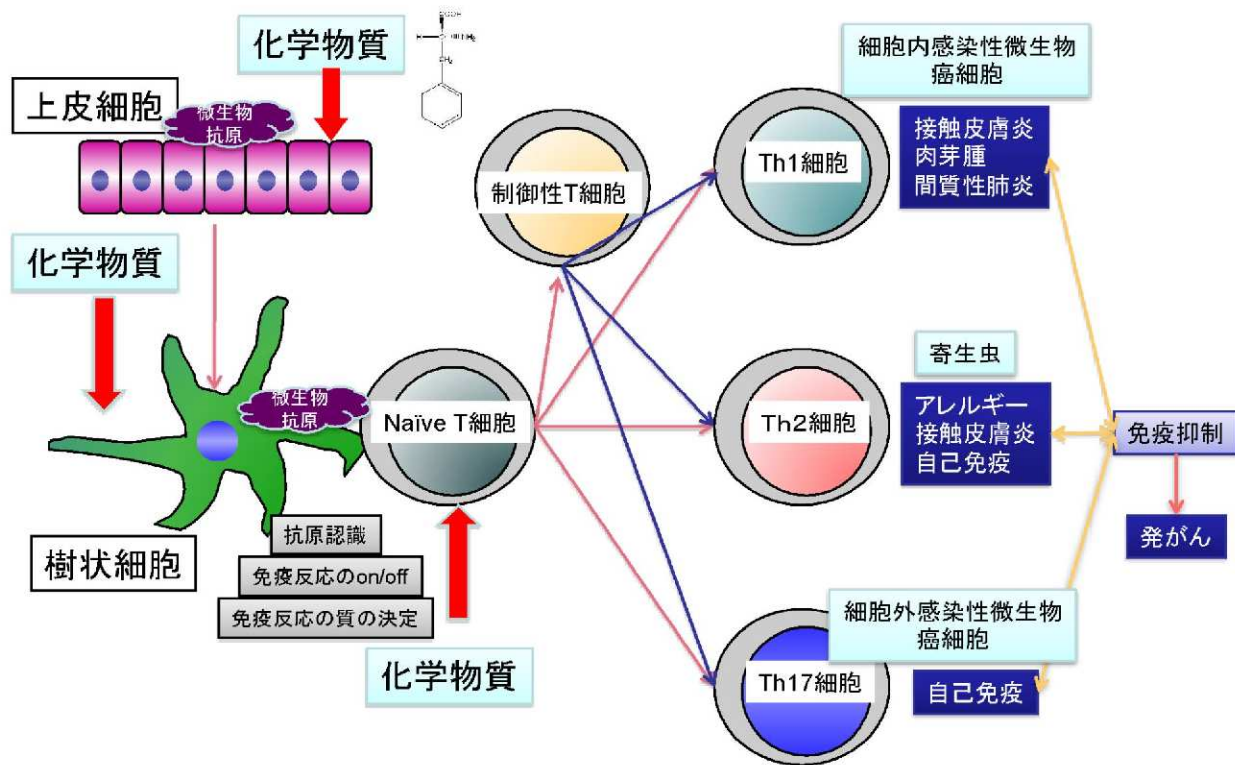 化学物質
COOH
H
C
NH₂
CH₂
上皮細胞
微生物
抗原
化学物質
微生物
抗原
樹状細胞
抗原認識
免疫反応のon/off
免疫反応の質の決定
Naïve T細胞
化学物質
制御性T細胞
Th1細胞
細胞内感染性微生物
癌細胞
接触皮膚炎
肉芽腫
間質性肺炎
Th2細胞
寄生虫
アレルギー
接触皮膚炎
自己免疫
Th17細胞
細胞外感染性微生物
癌細胞
自己免疫
免疫抑制
発がん